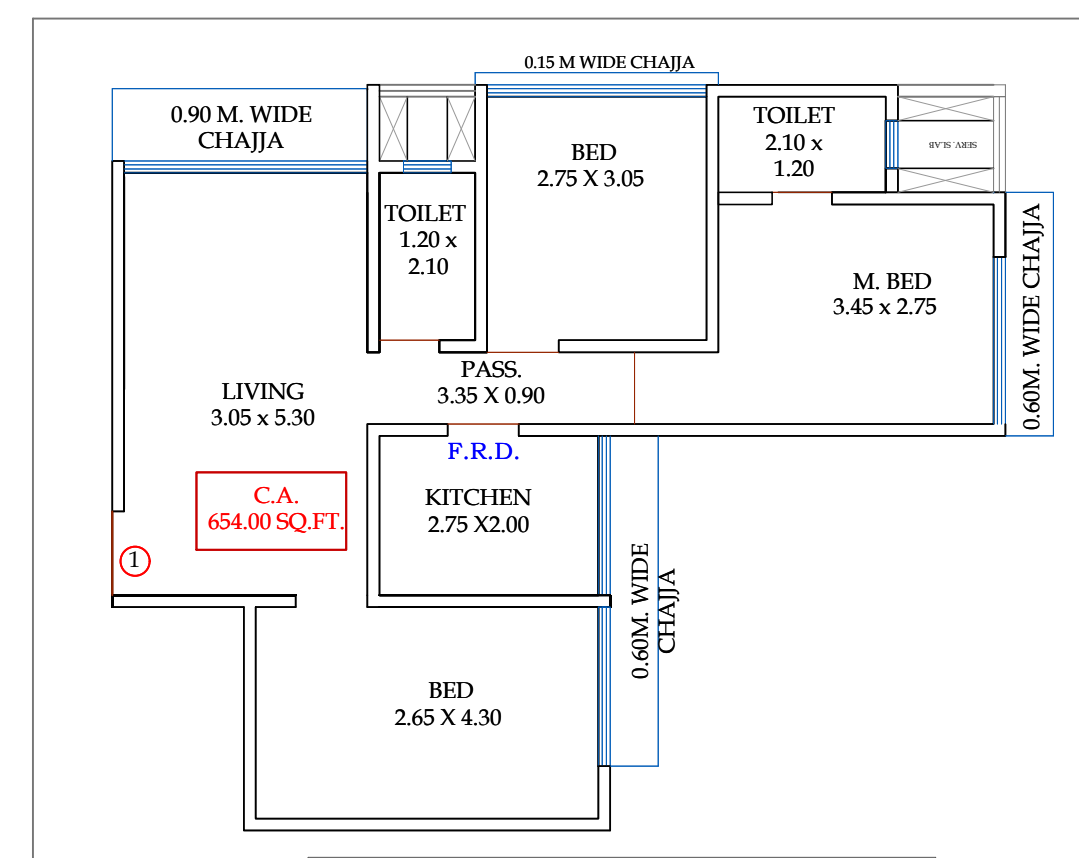 0.15 M WIDE CHAJJA
0.90 M. WIDE
CHAJJA
TOILET
2.10 x
1.20
BED
2.75 X 3.05
SERV. SLAB
TOILET
1.20 x
2.10
M. BED
3.45 x 2.75
0.60M. WIDE CHAJJA
PASS.
3.35 X 0.90
LIVING
3.05 x 5.30
F.R.D.
C.A.
654.00 SQ.FT.
KITCHEN
2.75 X2.00
1
0.60M. WIDE
CHAJJA
BED
2.65 X 4.30